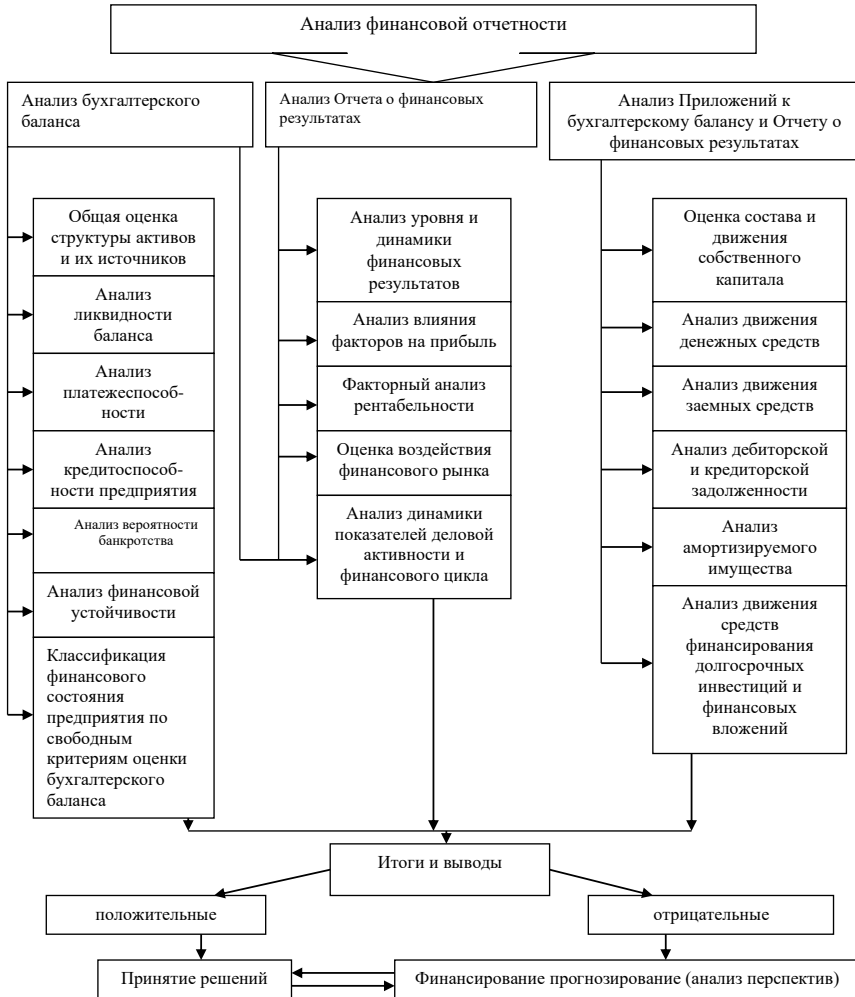 Анализ финансовой отчетности
Анализ бухгалтерского
баланса
Анализ Отчета о финансовых
результатах
Анализ Приложений к
бухгалтерскому балансу и Отчету о
финансовых результатах
Общая оценка
структуры активов
и их источников
Анализ
ликвидности
баланса
Анализ
платежеспособ-
ности
Анализ
кредитоспособ-
ности предприятия
Анализ вероятности
банкротства
Анализ финансовой
устойчивости
Классификация
финансового
состояния
предприятия по
свободным
критериям оценки
бухгалтерского
баланса
Анализ уровня и
динамики
финансовых
результатов
Анализ влияния
факторов на прибыль
Факторный анализ
рентабельности
Оценка воздействия
финансового рынка
Анализ динамики
показателей деловой
активности и
финансового цикла
Оценка состава и
движения
собственного
капитала
Анализ движения
денежных средств
Анализ движения
заемных средств
Анализ дебиторской
и кредиторской
задолженности
Анализ
амортизируемого
имущества
Анализ движения
средств
финансирования
долгосрочных
инвестиций и
финансовых
вложений
Итоги и выводы
положительные
отрицательные
Принятие решений
Финансирование прогнозирование (анализ перспектив)